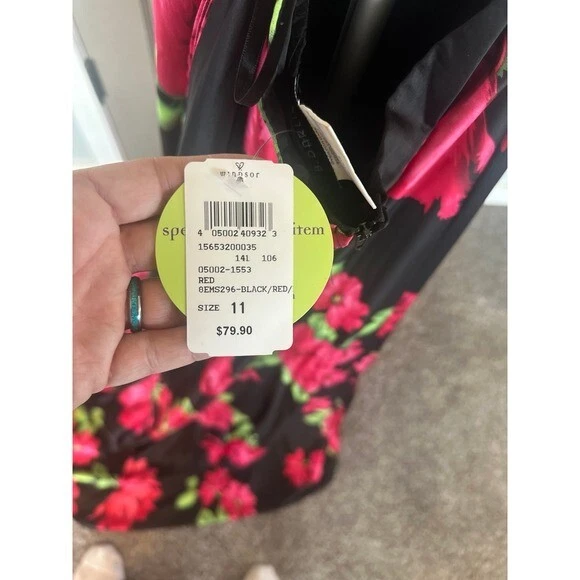 windsor
4 05002 40932 3
15653200035
141 106
05002-1553
RED
0EMS296-BLACK/RED/
SIZE 11
$79.90
spe
item